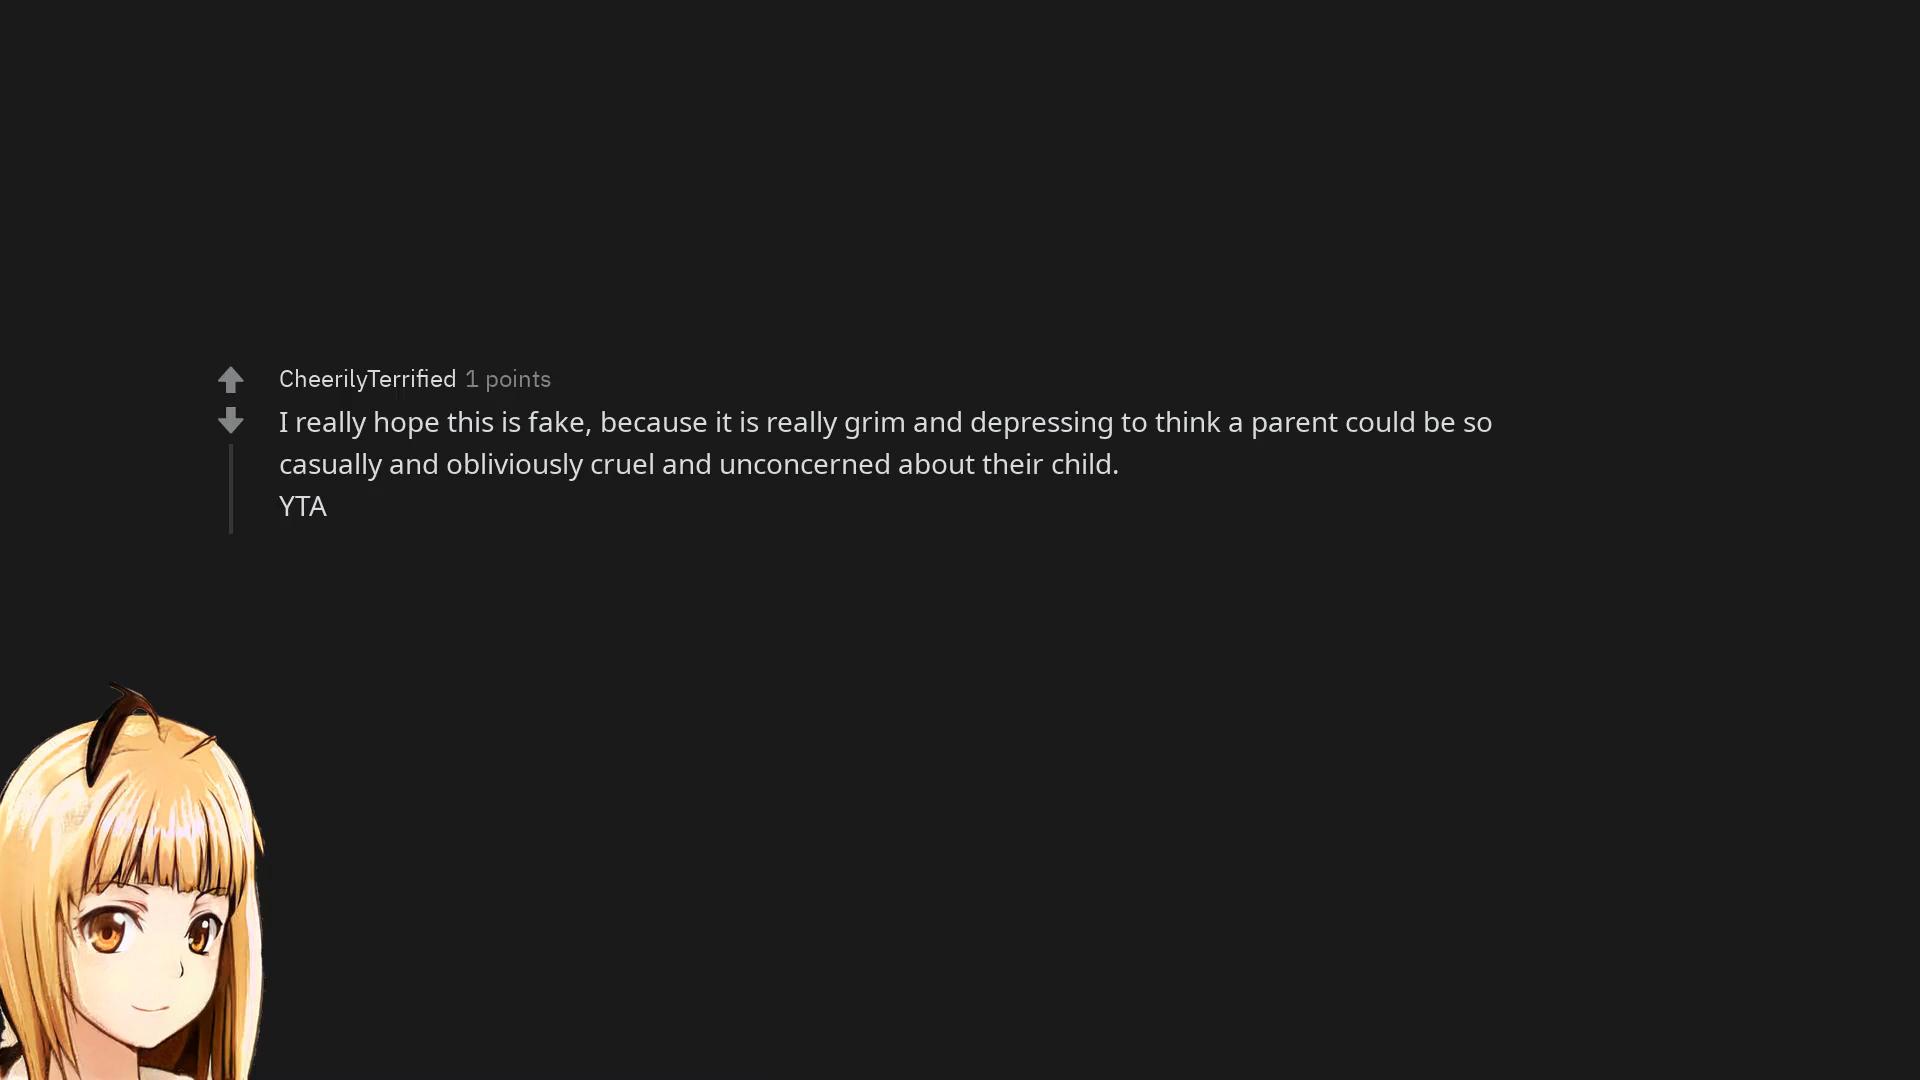 CheerilyTerrified 1 points
I really hope this is fake, because it is really grim and depressing to think a parent could be so
casually and obliviously cruel and unconcerned about their child.
YTA